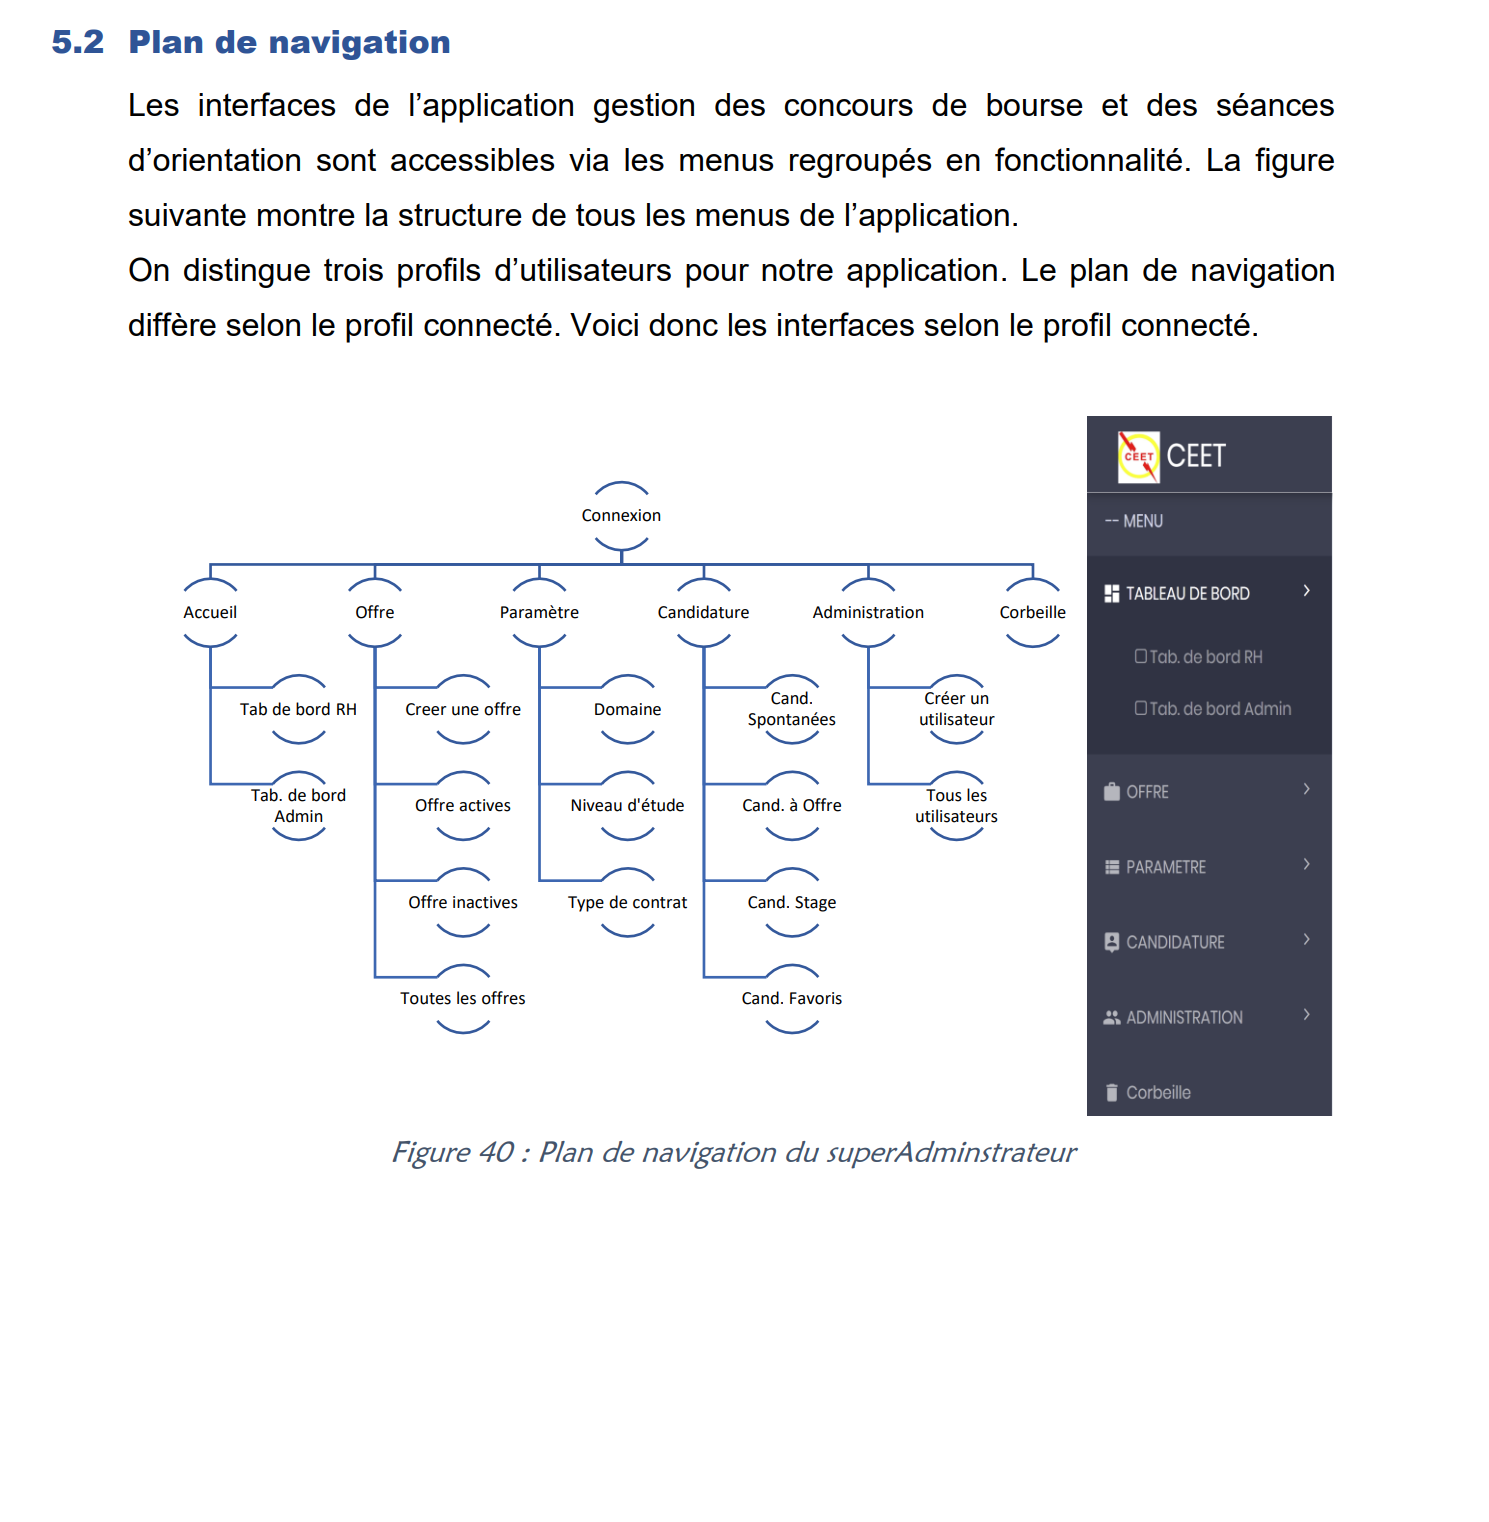 5.2 Plan de navigation
Les interfaces de l’application gestion des concours de bourse et des séances
d’orientation sont accessibles via les menus regroupés en fonctionnalité. La figure
suivante montre la structure de tous les menus de l’application.
On distingue trois profils d’utilisateurs pour notre application. Le plan de navigation
diffère selon le profil connecté. Voici donc les interfaces selon le profil connecté.
Connexion
Accueil
Offre
Paramètre
Candidature
Administration
Corbeille
Tab de bord RH
Tab. de bord
Admin
Creer une offre
Offre actives
Offre inactives
Toutes les offres
Domaine
Niveau d'étude
Type de contrat
Cand.
Spontanées
Cand. à Offre
Cand. Stage
Cand. Favoris
Créer un
utilisateur
Tous les
utilisateurs
CEET
CEET
-- MENU
TABLEAU DE BORD
Tab. de bord RH
Tab. de bord Admin
OFFRE
PARAMETRE
CANDIDATURE
ADMINISTRATION
Corbeille
Figure 40 : Plan de navigation du superAdminstrateur